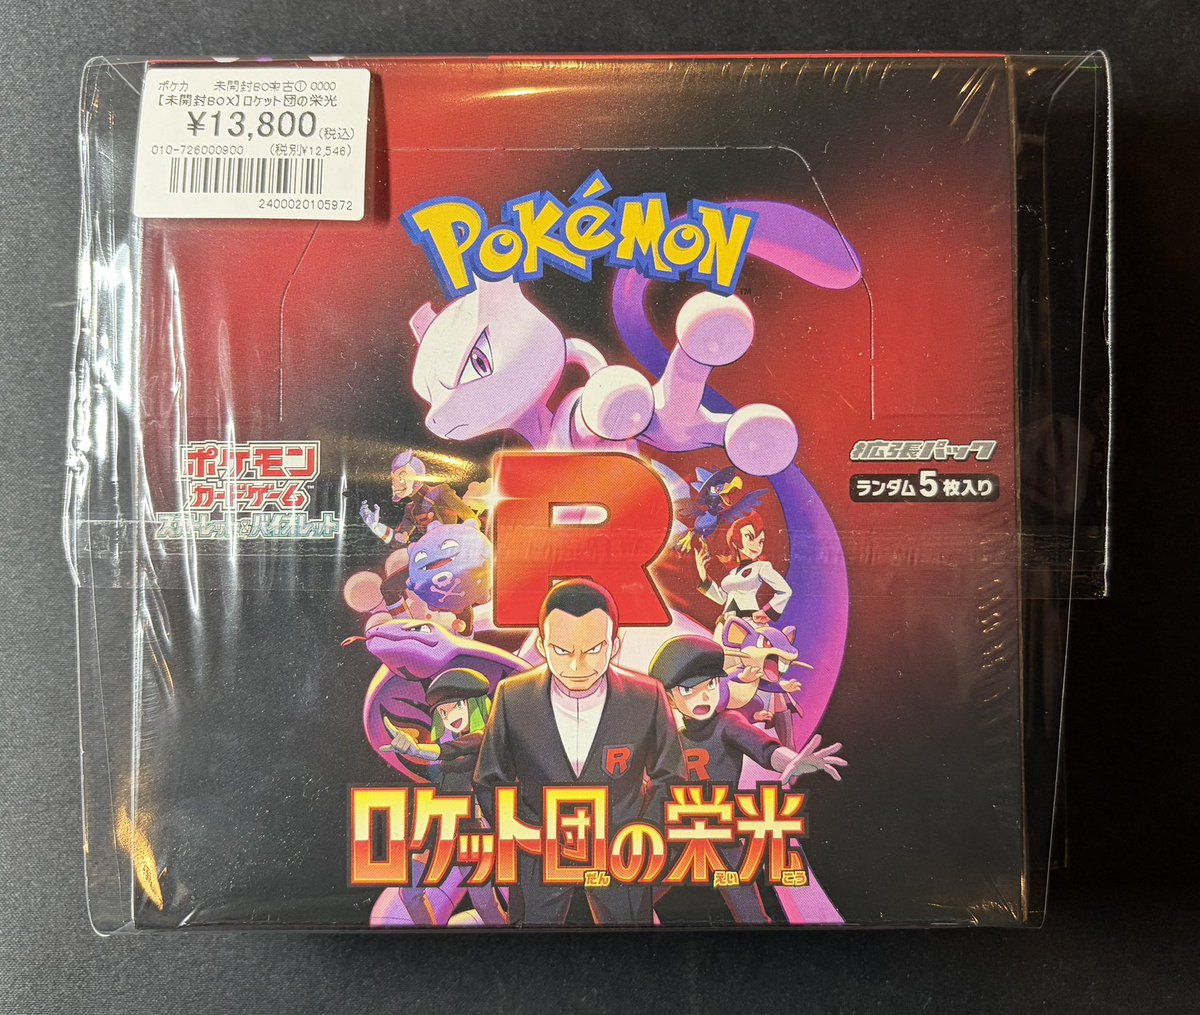 ポケカ 未開封BO中古① 0000
【未開封BOX】ロケット団の栄光
¥13,800(税込)
010-726000900 (税別¥12,546)
2400020105972
POKéMON
TM
ポケモン
カードゲーム
スカーレット&バイオレット
拡張パック
ランダム5枚入り
R
R
R
ロケット団の栄光
だん えい こう